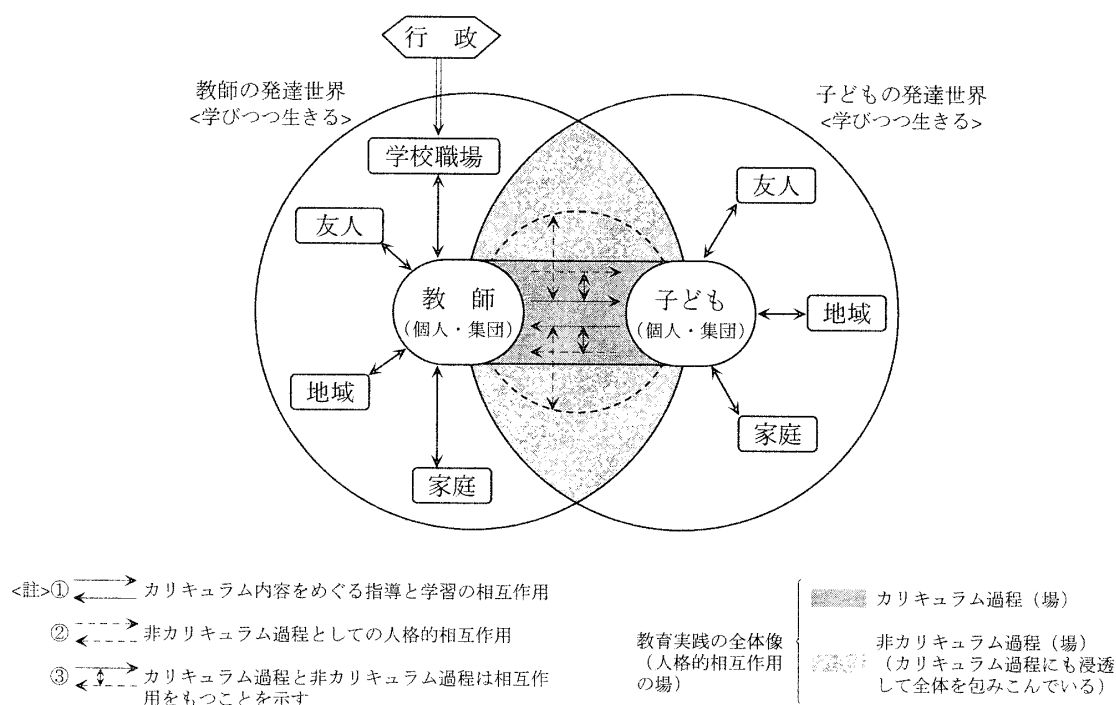 行 政
教師の発達世界
<学びつつ生きる>
子どもの発達世界
<学びつつ生きる>
学校職場
友人
友人
教 師
(個人・集団)
子ども
(個人・集団)
地域
地域
家庭
家庭
<註>① カリキュラム内容をめぐる指導と学習の相互作用
② 非カリキュラム過程としての人格的相互作用
③ カリキュラム過程と非カリキュラム過程は相互作
用をもつことを示す
教育実践の全体像
(人格的相互作用
の場)
カリキュラム過程(場)
非カリキュラム過程(場)
(カリキュラム過程にも浸透
して全体を包みこんでいる)